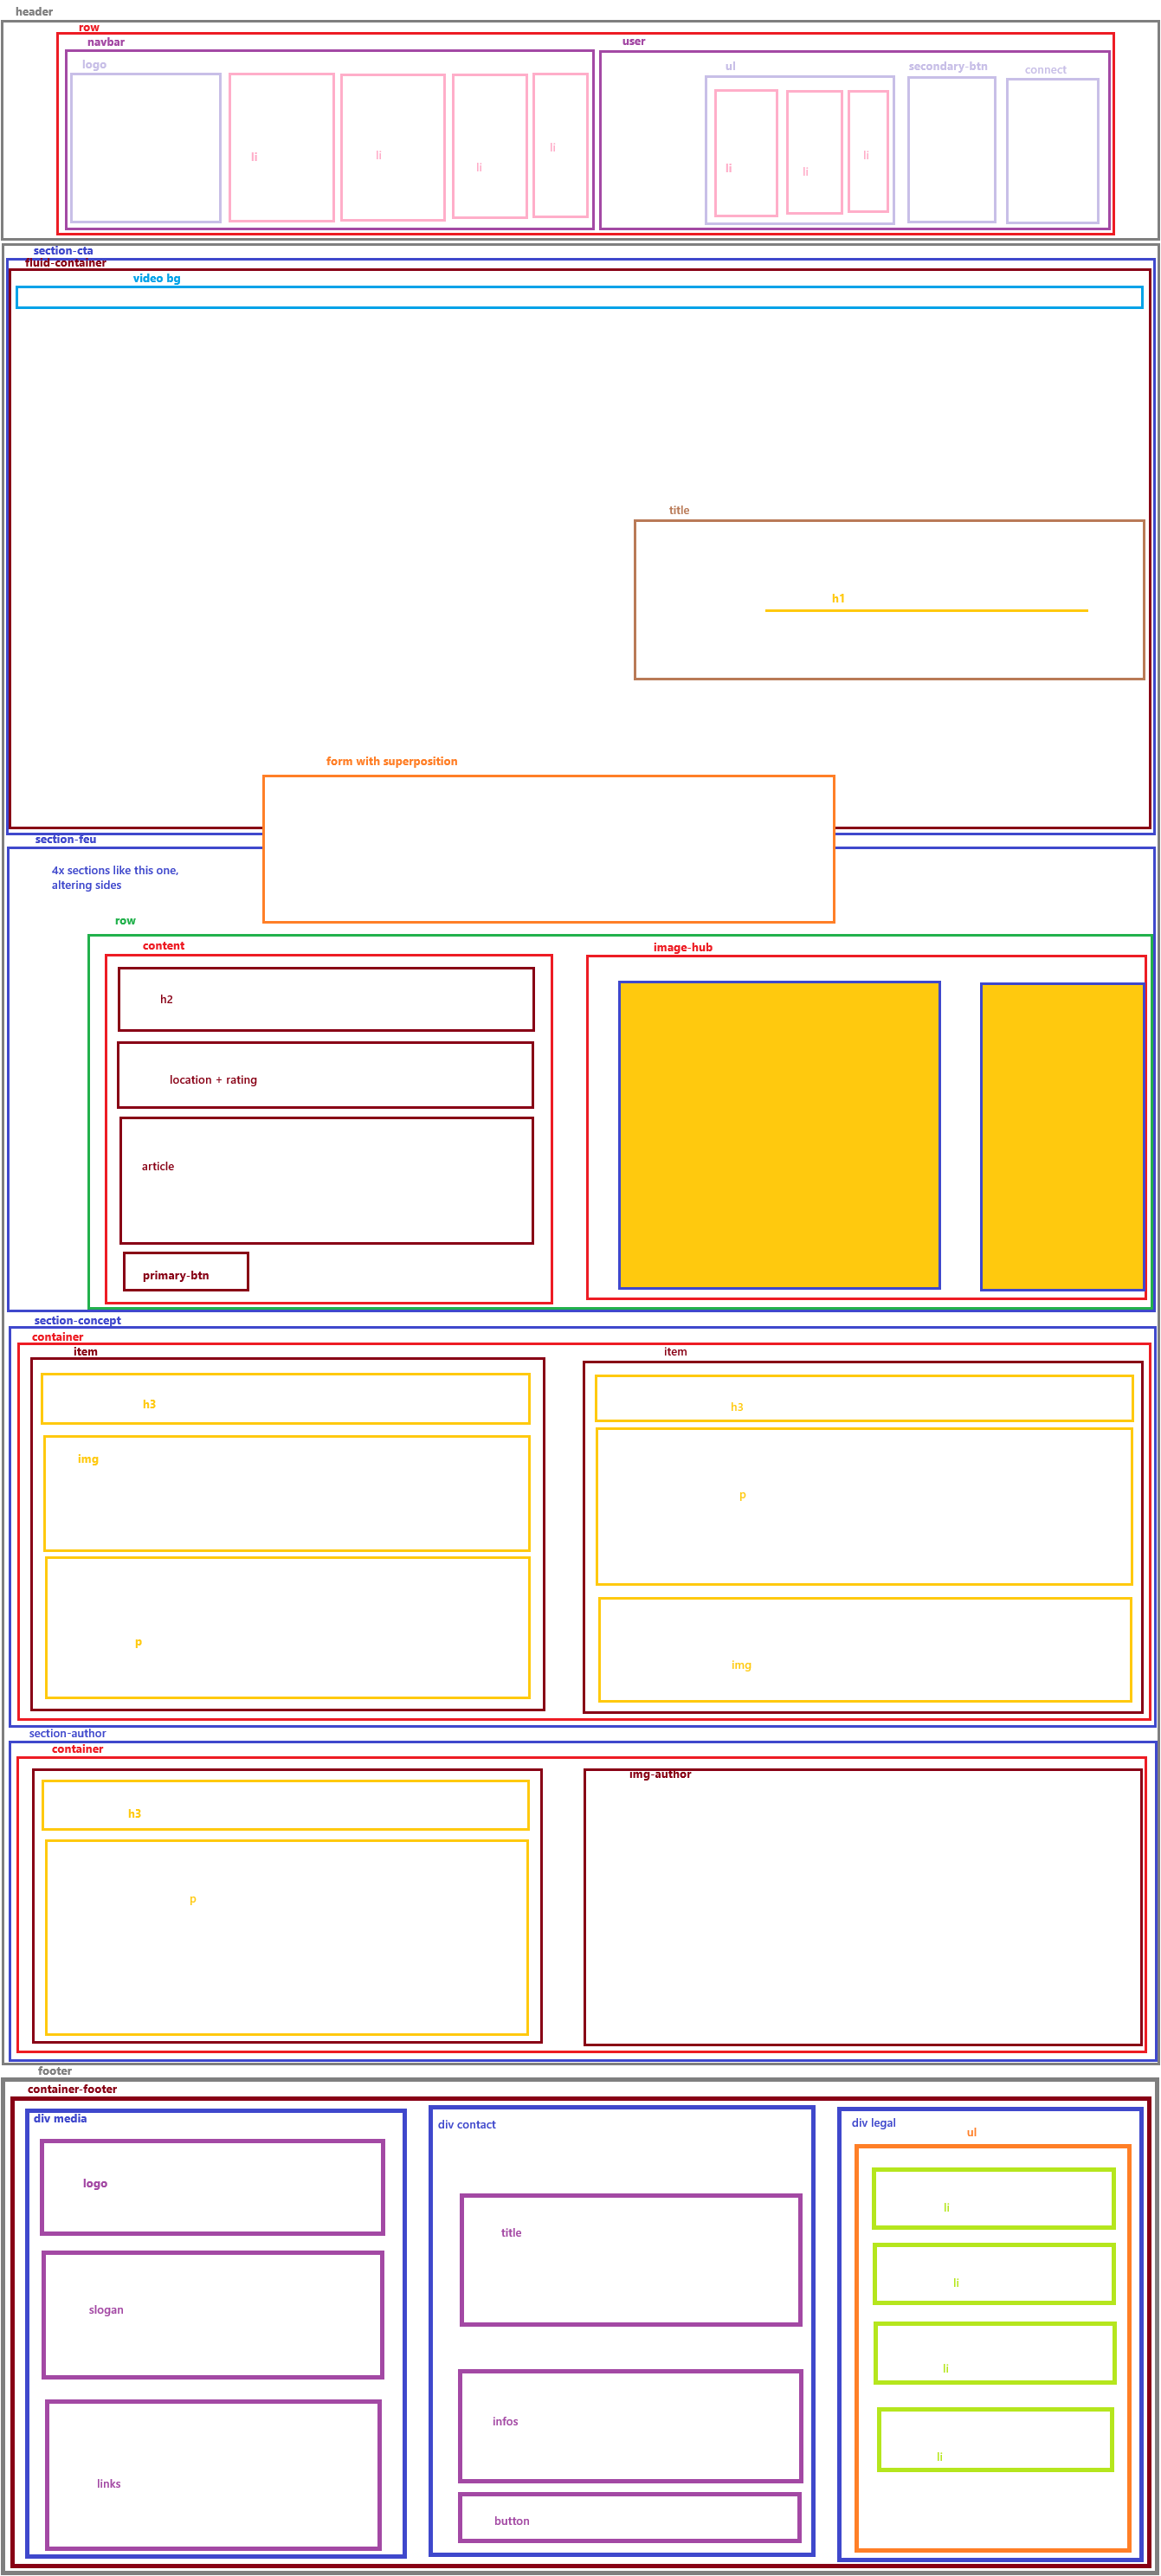 header
row
navbar
user
logo
ul
secondary-btn
connect
li
li
li
li
li
li
li
section-cta
fluid-container
video bg
title
h1
form with superposition
section-feu
4x sections like this one,
altering sides
row
content
image-hub
h2
location + rating
article
primary-btn
section-concept
container
item
item
h3
h3
img
p
p
img
section-author
container
img-author
h3
p
footer
container-footer
div media
div contact
div legal
ul
logo
li
title
li
slogan
li
infos
li
links
button